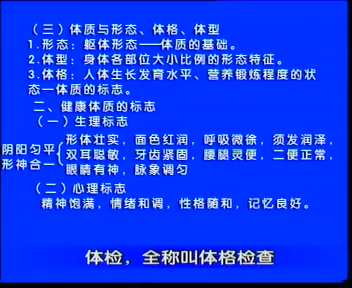 （三）体质与形态、体格、体型
1.形态：躯体形态——体质的基础。
2.体型：身体各部位大小比例的形态特征。
3.体格：人体生长发育水平、营养锻炼程度的状
态一体质的标志。
二、健康体质的标志
（一）生理标志
阴阳匀平
形神合一
形体壮实，面色红润，呼吸微徐，须发润泽，
双耳聪敏，牙齿紧固，腰腿灵便，二便正常，
眼睛有神，脉象调匀
（二）心理标志
精神饱满，情绪和调，性格随和，记忆良好。
体检，全称叫体格检查